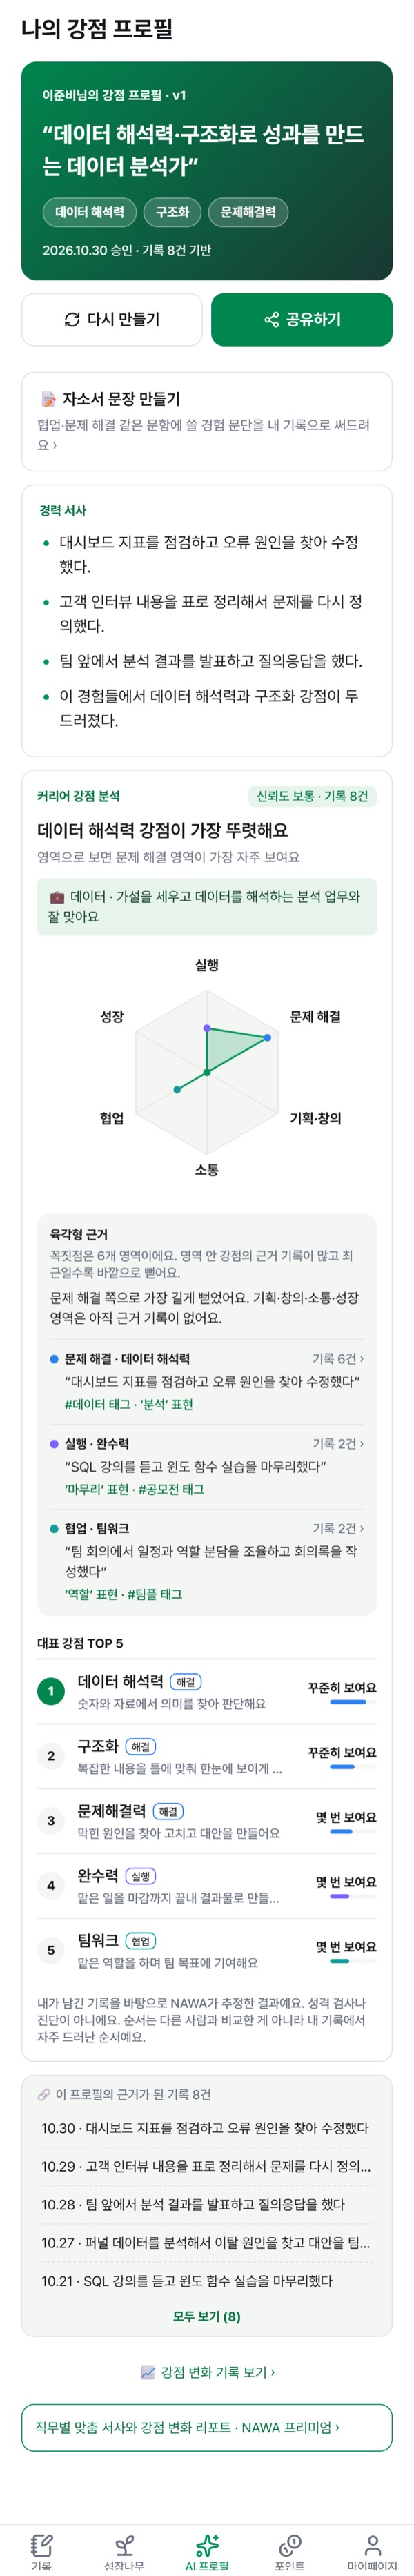 나의 강점 프로필
이준비님의 강점 프로필 · v1
“데이터 해석력·구조화로 성과를 만드
는 데이터 분석가”
데이터 해석력 구조화 문제해결력
2026.10.30 승인 · 기록 8건 기반
다시 만들기 공유하기
자소서 문장 만들기
협업·문제 해결 같은 문항에 쓸 경험 문단을 내 기록으로 써드려
요 ›
경력 서사
• 대시보드 지표를 점검하고 오류 원인을 찾아 수정
했다.
• 고객 인터뷰 내용을 표로 정리해서 문제를 다시 정
의했다.
• 팀 앞에서 분석 결과를 발표하고 질의응답을 했다.
• 이 경험들에서 데이터 해석력과 구조화 강점이 두
드러졌다.
커리어 강점 분석 신뢰도 보통 · 기록 8건
데이터 해석력 강점이 가장 뚜렷해요
영역으로 보면 문제 해결 영역이 가장 자주 보여요
데이터 · 가설을 세우고 데이터를 해석하는 분석 업무와
잘 맞아요
실행
성장 문제 해결
협업 기획·창의
소통
육각형 근거
꼭짓점은 6개 영역이에요. 영역 안 강점의 근거 기록이 많고 최
근일수록 바깥으로 뻗어요.
문제 해결 쪽으로 가장 길게 뻗었어요. 기획·창의·소통·성장
영역은 아직 근거 기록이 없어요.
문제 해결 · 데이터 해석력 기록 6건 ›
“대시보드 지표를 점검하고 오류 원인을 찾아 수정했다”
#데이터 태그 · ‘분석’ 표현
실행 · 완수력 기록 2건 ›
“SQL 강의를 듣고 윈도 함수 실습을 마무리했다”
‘마무리’ 표현 · #공모전 태그
협업 · 팀워크 기록 2건 ›
“팀 회의에서 일정과 역할 분담을 조율하고 회의록을 작
성했다”
‘역할’ 표현 · #팀플 태그
대표 강점 TOP 5
1 데이터 해석력 해결 꾸준히 보여요
숫자와 자료에서 의미를 찾아 판단해요
2 구조화 해결 꾸준히 보여요
복잡한 내용을 틀에 맞춰 한눈에 보이게 ...
3 문제해결력 해결 몇 번 보여요
막힌 원인을 찾아 고치고 대안을 만들어요
4 완수력 실행 몇 번 보여요
맡은 일을 마감까지 끝내 결과물로 만들...
5 팀워크 협업 몇 번 보여요
맡은 역할을 하며 팀 목표에 기여해요
내가 남긴 기록을 바탕으로 NAWA가 추정한 결과예요. 성격 검사나
진단이 아니에요. 순서는 다른 사람과 비교한 게 아니라 내 기록에서
자주 드러난 순서예요.
이 프로필의 근거가 된 기록 8건
10.30 · 대시보드 지표를 점검하고 오류 원인을 찾아 수정했다
10.29 · 고객 인터뷰 내용을 표로 정리해서 문제를 다시 정의...
10.28 · 팀 앞에서 분석 결과를 발표하고 질의응답을 했다
10.27 · 퍼널 데이터를 분석해서 이탈 원인을 찾고 대안을 팀...
10.21 · SQL 강의를 듣고 윈도 함수 실습을 마무리했다
모두 보기 (8)
강점 변화 기록 보기 ›
직무별 맞춤 서사와 강점 변화 리포트 · NAWA 프리미엄 ›
기록 성장나무 AI 프로필 포인트 마이페이지